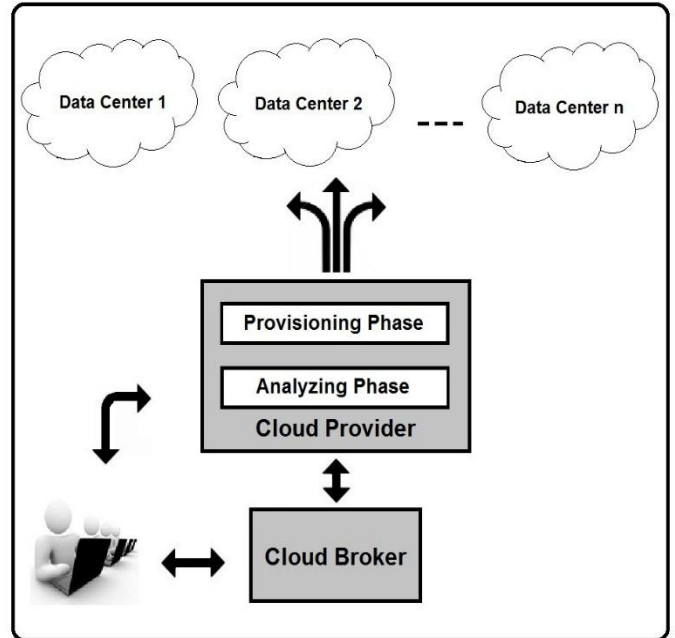 Data Center 1
Data Center 2
Data Center n
Provisioning Phase
Analyzing Phase
Cloud Provider
Cloud Broker